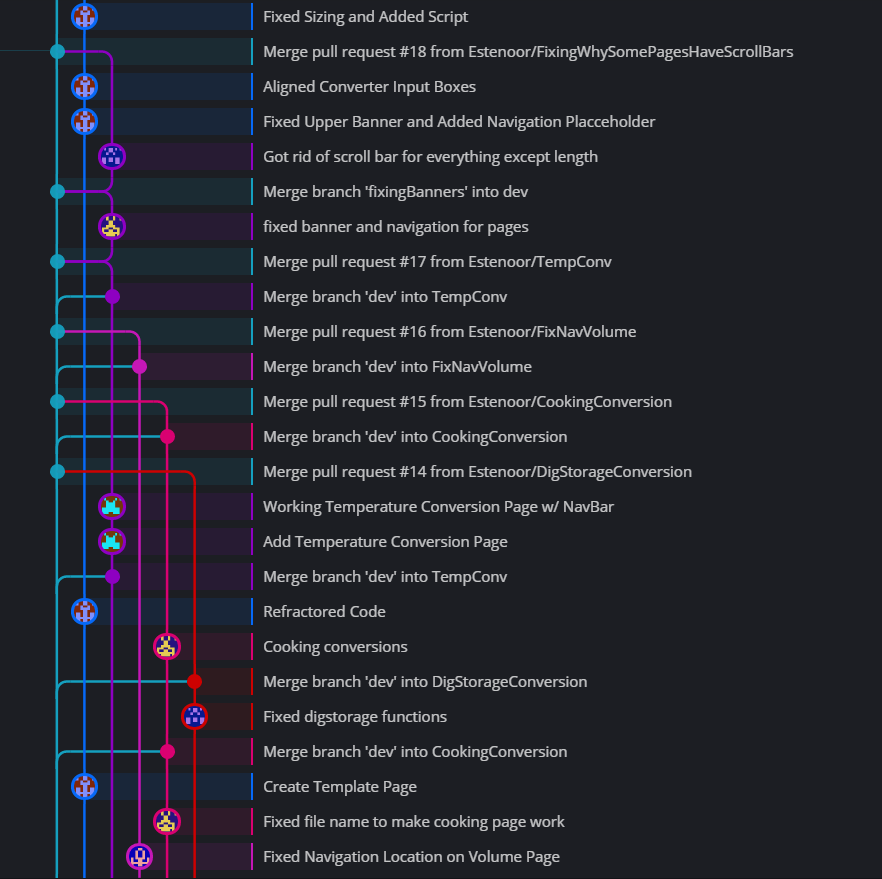 Fixed Sizing and Added Script
Merge pull request #18 from Estenoor/FixingWhySomePagesHaveScrollBars
Aligned Converter Input Boxes
Fixed Upper Banner and Added Navigation Placceholder
Got rid of scroll bar for everything except length
Merge branch 'fixingBanners' into dev
fixed banner and navigation for pages
Merge pull request #17 from Estenoor/TempConv
Merge branch 'dev' into TempConv
Merge pull request #16 from Estenoor/FixNavVolume
Merge branch 'dev' into FixNavVolume
Merge pull request #15 from Estenoor/CookingConversion
Merge branch 'dev' into CookingConversion
Merge pull request #14 from Estenoor/DigStorageConversion
Working Temperature Conversion Page w/ NavBar
Add Temperature Conversion Page
Merge branch 'dev' into TempConv
Refractored Code
Cooking conversions
Merge branch 'dev' into DigStorageConversion
Fixed digstorage functions
Merge branch 'dev' into CookingConversion
Create Template Page
Fixed file name to make cooking page work
Fixed Navigation Location on Volume Page